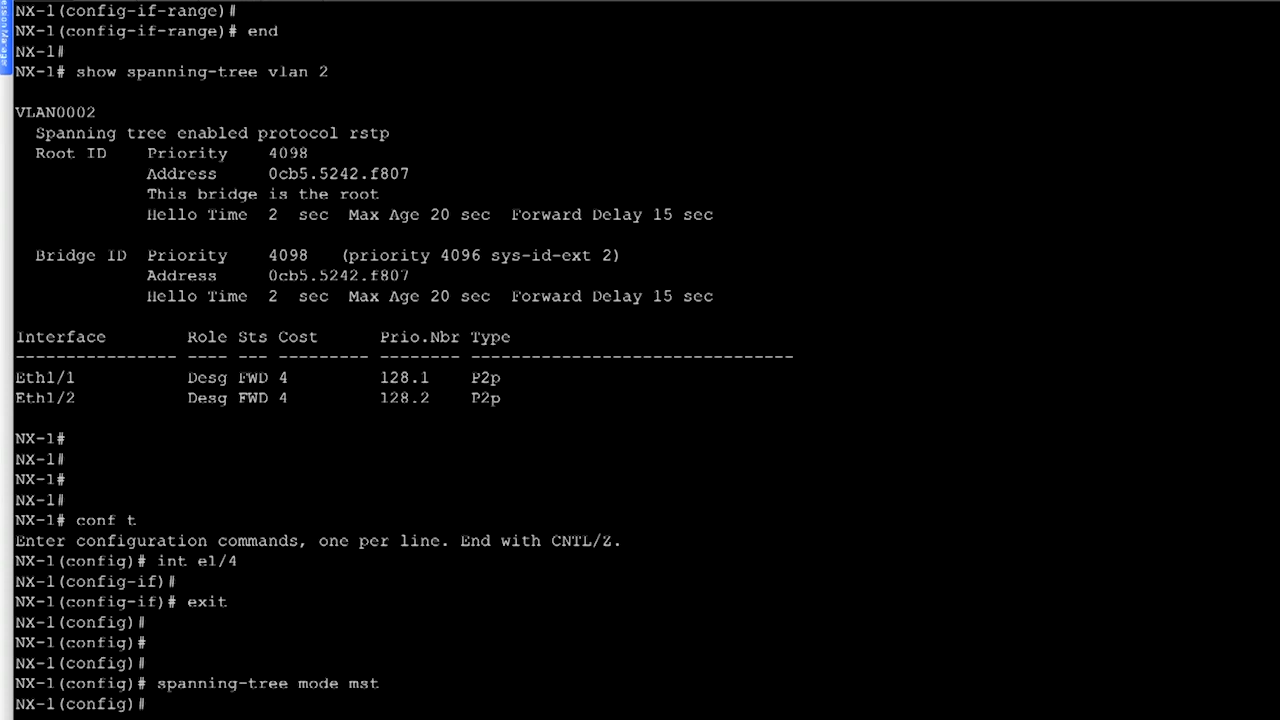 NX-1(config-if-range)#
NX-1(config-if-range)# end
NX-1#
NX-1# show spanning-tree vlan 2
VLAN0002
Spanning tree enabled protocol rstp
Root ID Priority 4098
Address 0cb5.5242.f807
This bridge is the root
Hello Time 2 sec Max Age 20 sec Forward Delay 15 sec
Bridge ID Priority 4098 (priority 4096 sys-id-ext 2)
Address 0cb5.5242.f807
Hello Time 2 sec Max Age 20 sec Forward Delay 15 sec
Interface Role Sts Cost Prio.Nbr Type
---------------- ---- --- --------- -------- --------------------------------
Eth1/1 Desg FWD 4 128.1 P2p
Eth1/2 Desg FWD 4 128.2 P2p
NX-1#
NX-1#
NX-1#
NX-1#
NX-1# conf t
Enter configuration commands, one per line. End with CNTL/Z.
NX-1(config)# int e1/4
NX-1(config-if)#
NX-1(config-if)# exit
NX-1(config)#
NX-1(config)#
NX-1(config)#
NX-1(config)# spanning-tree mode mst
NX-1(config)#